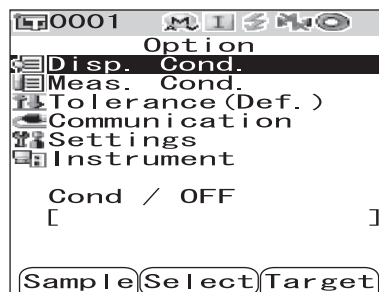 0001 M I
Option
Disp. Cond.
Meas. Cond.
Tolerance(Def.)
Communication
Settings
Instrument
Cond / OFF
[ ]
Sample Select Target